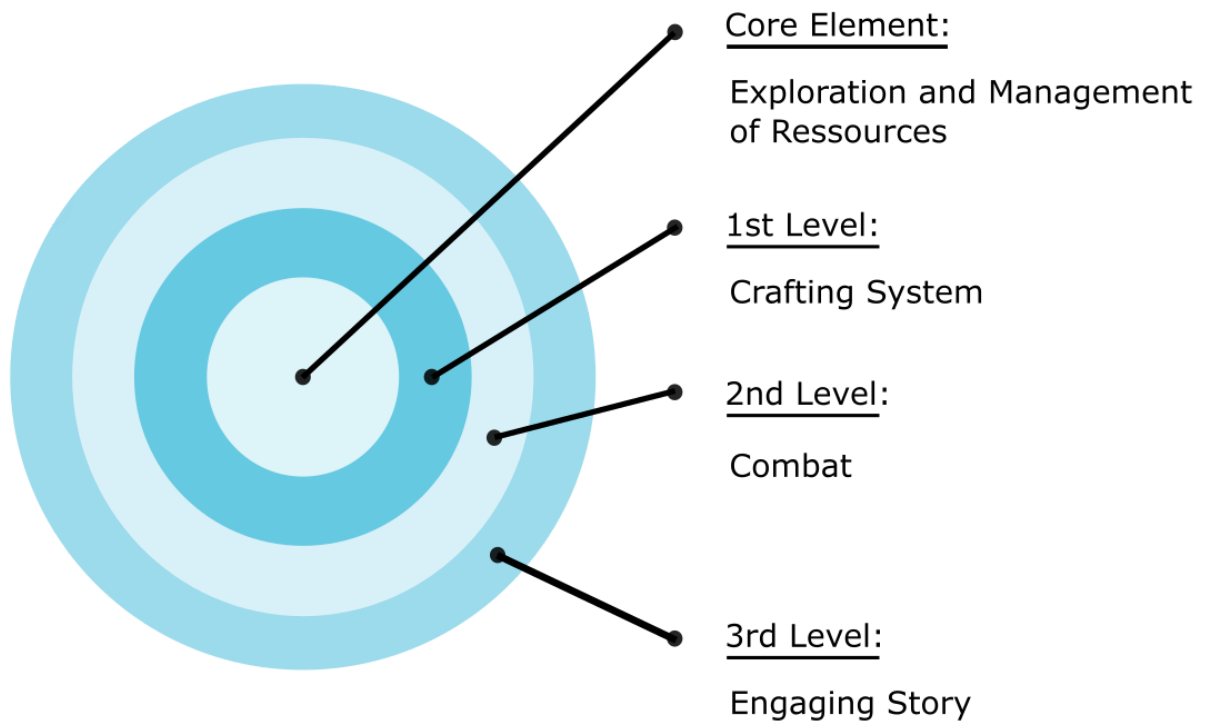 Core Element:
Exploration and Management
of Ressources
1st Level:
Crafting System
2nd Level:
Combat
3rd Level:
Engaging Story